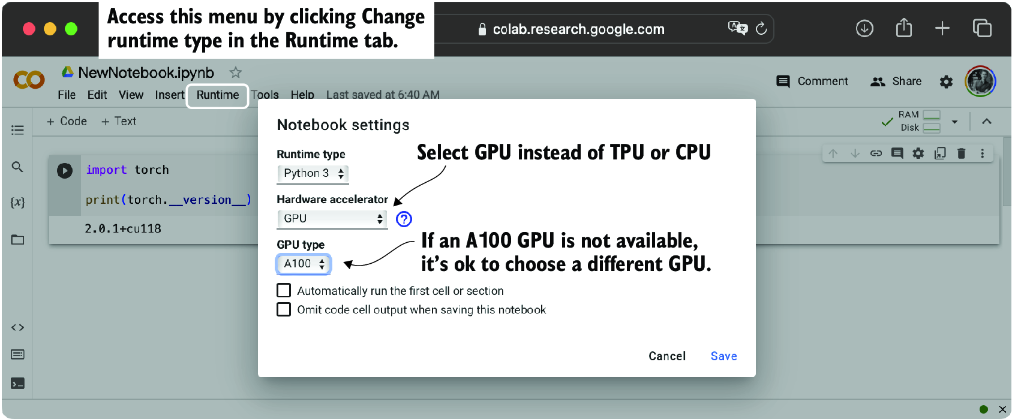 Access this menu by clicking Change
runtime type in the Runtime tab.
colab.research.google.com
NewNotebook.ipynb
File Edit View Insert Runtime Tools Help Last saved at 6:40 AM
Comment Share
+ Code + Text
RAM
Disk
Notebook settings
Runtime type
Python 3
Select GPU instead of TPU or CPU
Hardware accelerator
GPU ?
GPU type
A100
If an A100 GPU is not available,
it's ok to choose a different GPU.
Automatically run the first cell or section
Omit code cell output when saving this notebook
Cancel Save
import torch
print(torch.__version__)
2.0.1+cu118